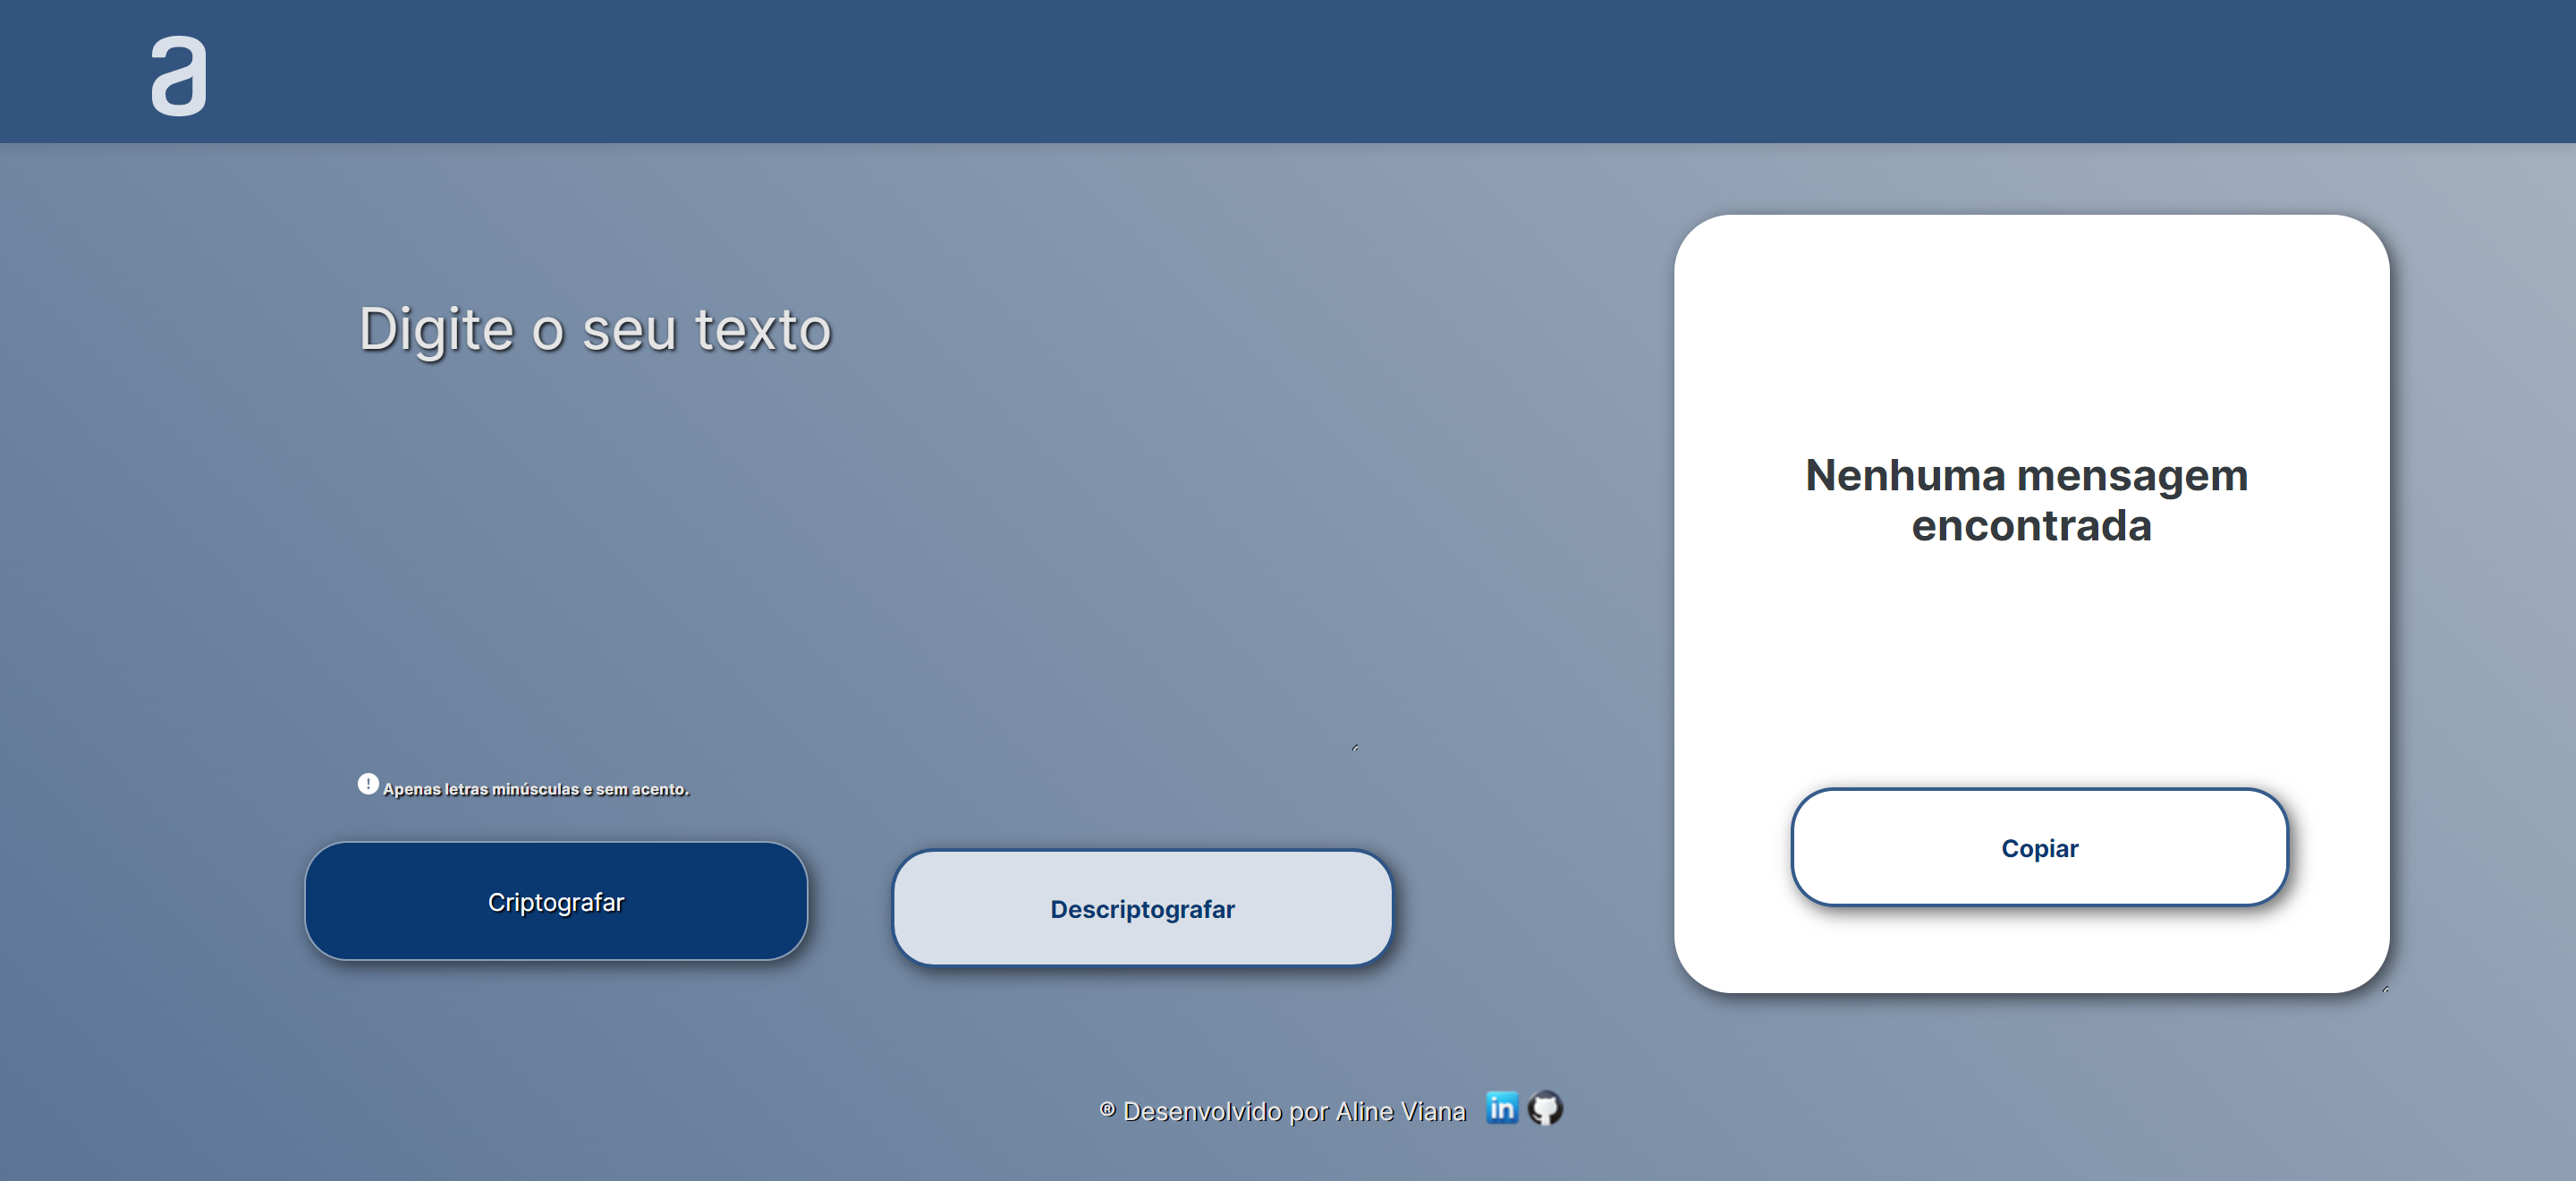 a
Digite o seu texto
Nenhuma mensagem
encontrada
! Apenas letras minúsculas e sem acento.
Criptografar
Descriptografar
Copiar
® Desenvolvido por Aline Viana in